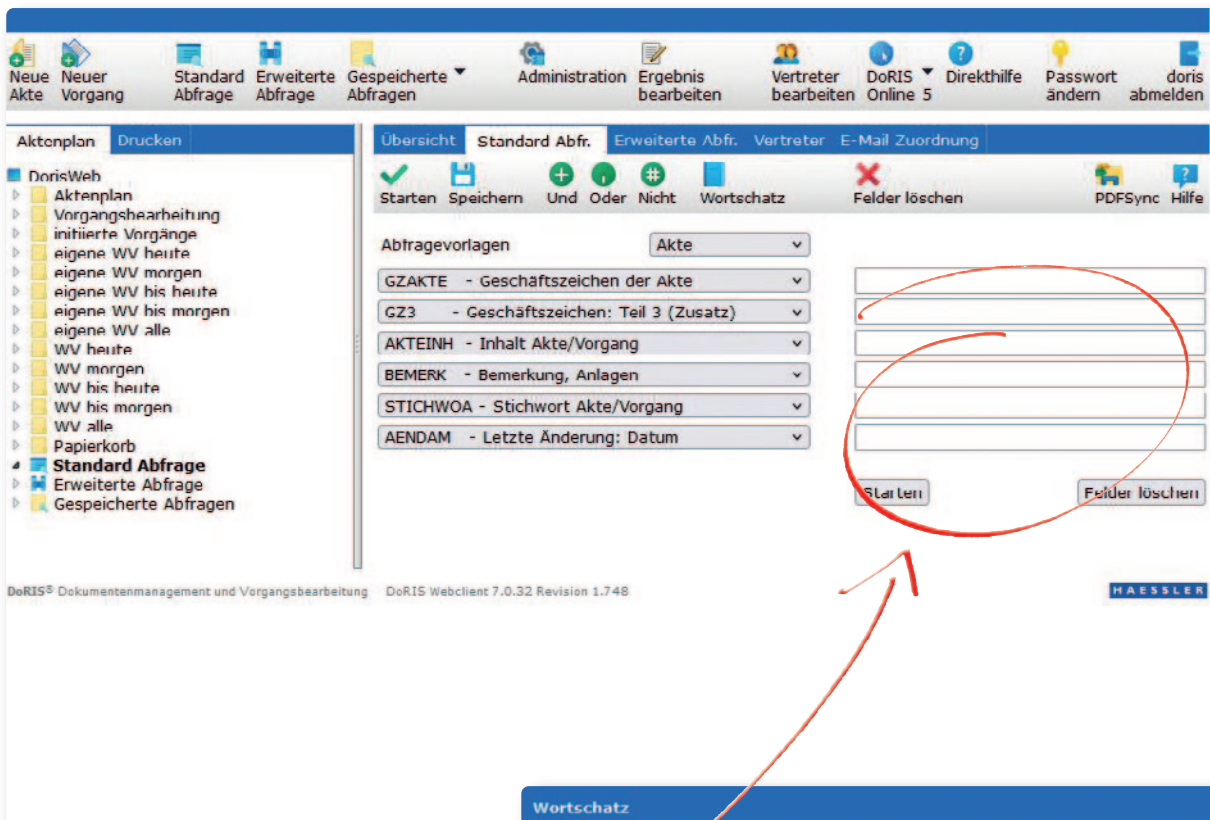 Neue Akte
Neuer Vorgang
Standard Abfrage
Erweiterte Abfrage
Gespeicherte Abfragen
Administration
Ergebnis bearbeiten
Vertreter bearbeiten
DoRIS Online 5
Direkthilfe
Passwort ändern
doris abmelden
Aktenplan Drucken
DorisWeb
Aktenplan
Vorgangsbearbeitung
initiierte Vorgänge
eigene WV heute
eigene WV morgen
eigene WV bis heute
eigene WV bis morgen
eigene WV alle
WV heute
WV morgen
WV bis heute
WV bis morgen
WV alle
Papierkorb
Standard Abfrage
Erweiterte Abfrage
Gespeicherte Abfragen
Übersicht Standard Abfr. Erweiterte Abfr. Vertreter E-Mail Zuordnung
Starten Speichern Und Oder Nicht Wortschatz Felder löschen PDFSync Hilfe
Abfragevorlagen Akte
GZAKTE - Geschäftszeichen der Akte
GZ3 - Geschäftszeichen: Teil 3 (Zusatz)
AKTEINH - Inhalt Akte/Vorgang
BEMERK - Bemerkung, Anlagen
STICHWOA - Stichwort Akte/Vorgang
AENDAM - Letzte Änderung: Datum
Starten Felder löschen
DoRIS® Dokumentenmanagement und Vorgangsbearbeitung DoRIS Webclient 7.0.32 Revision 1.748 HAESSLER
Wortschatz